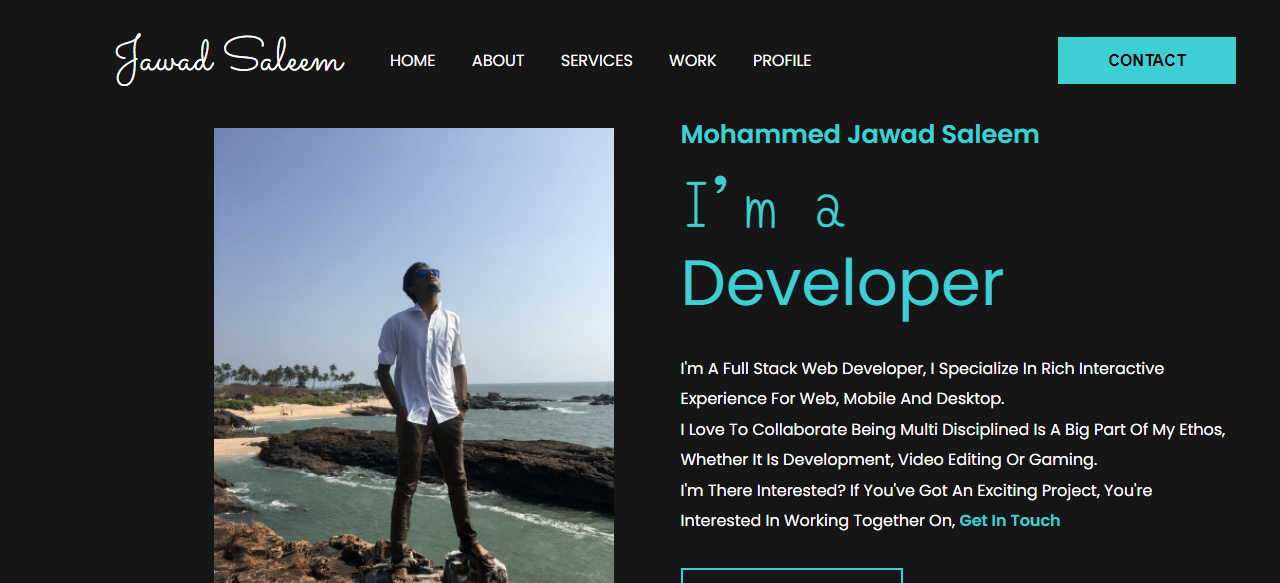 Jawad Saleem
HOME ABOUT SERVICES WORK PROFILE
CONTACT
Mohammed Jawad Saleem
I'm a
Developer
I'm A Full Stack Web Developer, I Specialize In Rich Interactive
Experience For Web, Mobile And Desktop.
I Love To Collaborate Being Multi Disciplined Is A Big Part Of My Ethos,
Whether It Is Development, Video Editing Or Gaming.
I'm There Interested? If You've Got An Exciting Project, You're
Interested In Working Together On, Get In Touch